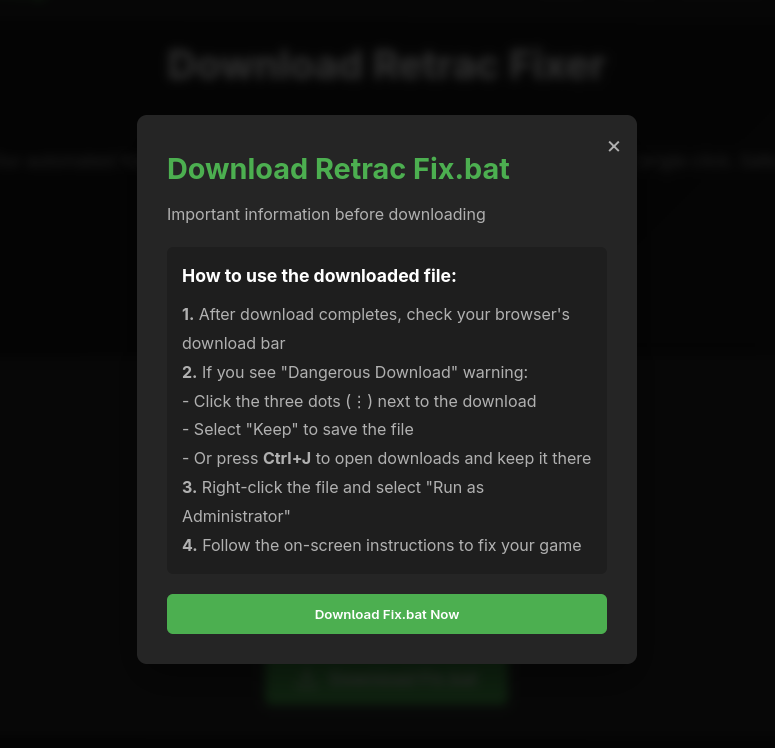 Download Retrac Fixer
Download Retrac Fix.bat
Important information before downloading
How to use the downloaded file:
1. After download completes, check your browser's
download bar
2. If you see "Dangerous Download" warning:
- Click the three dots (⋮) next to the download
- Select "Keep" to save the file
- Or press Ctrl+J to open downloads and keep it there
3. Right-click the file and select "Run as
Administrator"
4. Follow the on-screen instructions to fix your game
Download Fix.bat Now